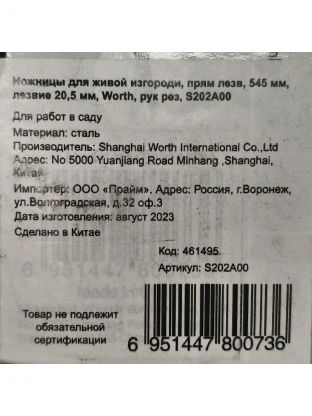 Ножницы для живой изгороди, прям лезв, 545 мм,
лезвие 20,5 мм, Worth, рук рез, S202A00
Для работ в саду
Материал: сталь
Производитель: Shanghai Worth International Co.,Ltd
Адрес: No 5000 Yuanjiang Road Minhang ,Shanghai,
Китай
Импортёр: ООО «Прайм». Адрес: Россия, г.Воронеж,
ул.Волгоградская, д.32 оф.3
Дата изготовления: август 2023
Сделано в Китае
Код: 461495
Артикул: S202A00
Товар не подлежит
обязательной
сертификации
6 951447 800736